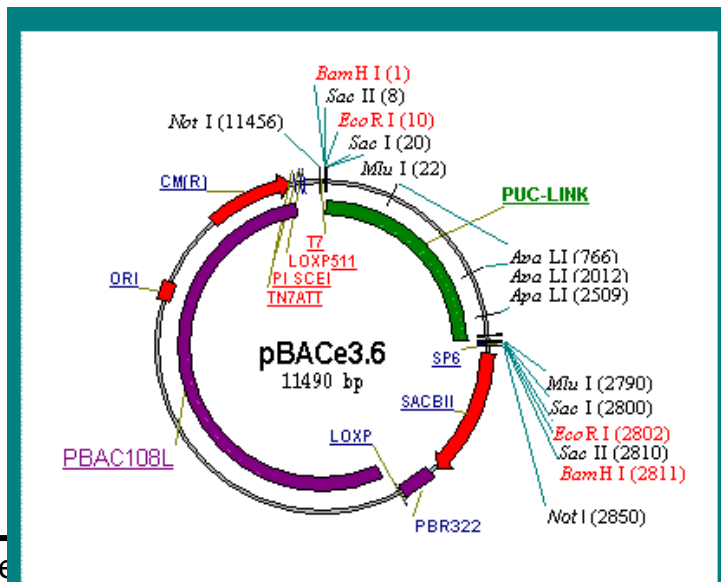 BamH I (1)
Sac II (8)
Not I (11456)
EcoR I (10)
Sac I (20)
Mlu I (22)
CM(R)
PUC-LINK
T7
LOXP511
PI SCEI
TN7ATT
Apa LI (766)
Apa LI (2012)
Apa LI (2509)
ORI
pBACe3.6
11490 bp
SP6
Mlu I (2790)
Sac I (2800)
EcoR I (2802)
Sac II (2810)
BamH I (2811)
SACBII
LOXP
PBAC108L
PBR322
Not I (2850)
e